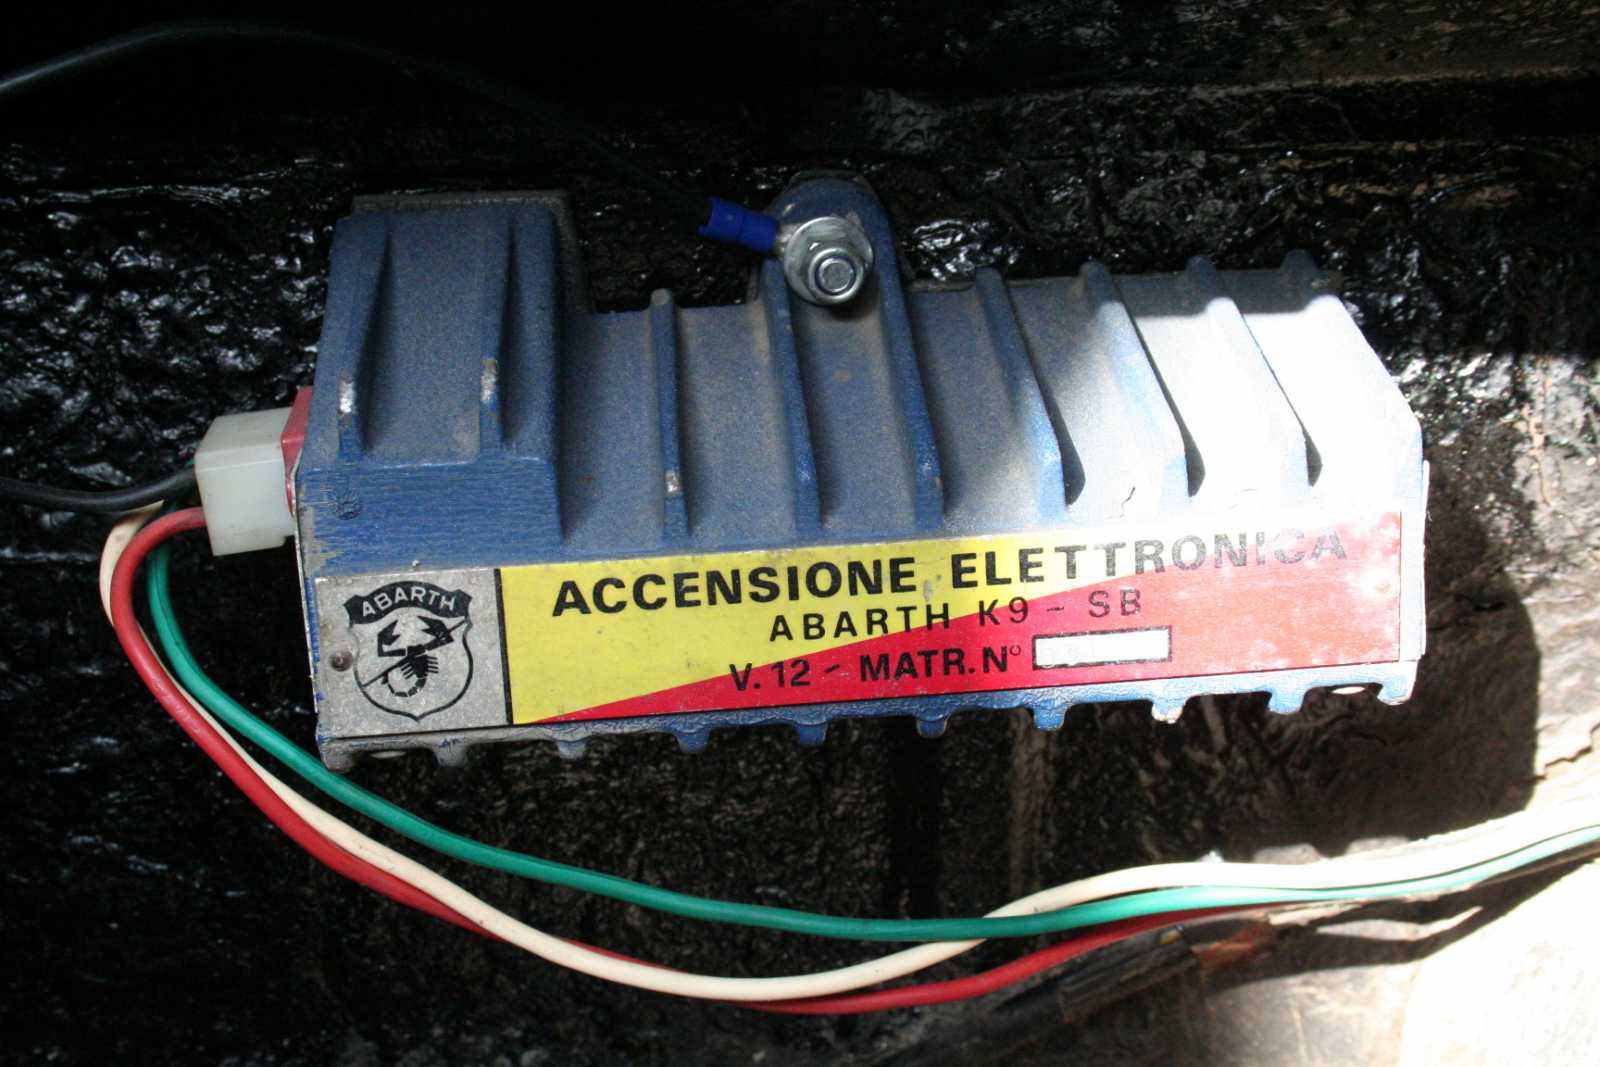 ABARTH
ACCENSIONE ELETTRONICA
ABARTH K9 - SB
V.12 - MATR.N°